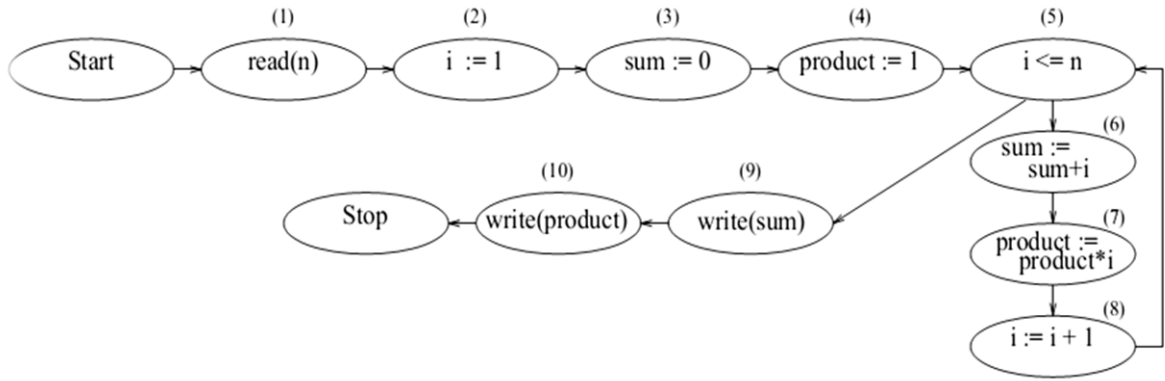 (1) (2) (3) (4) (5)
Start read(n) i := 1 sum := 0 product := 1 i <= n
(6)
sum :=
sum+i
(10) (9)
Stop write(product) write(sum)
(7)
product :=
product*i
(8)
i := i + 1